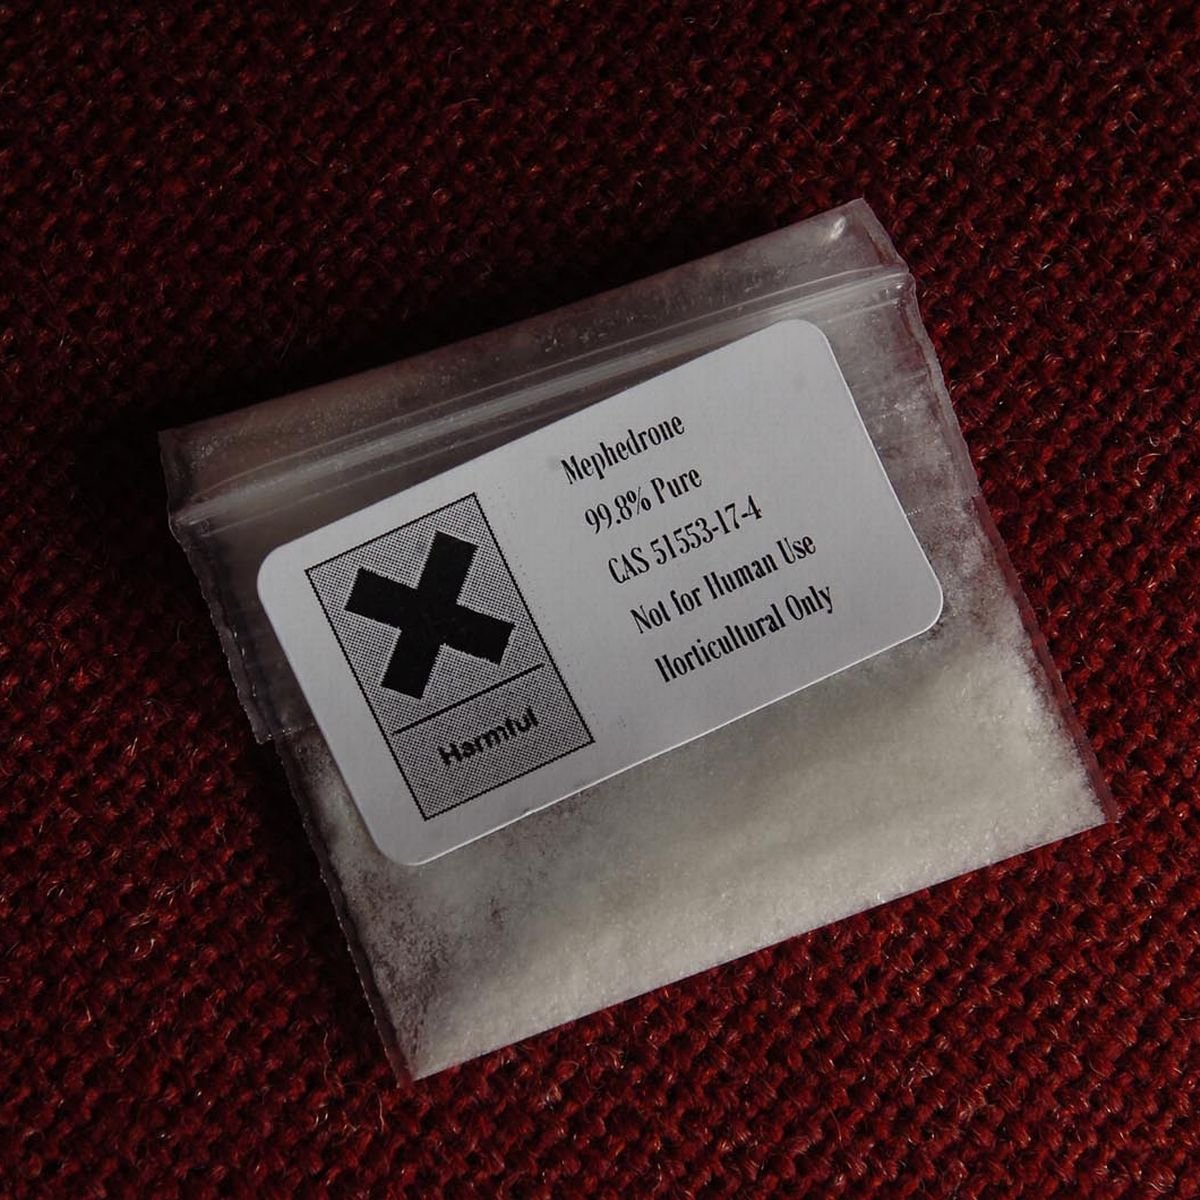 Mephedrone
99.8% Pure
CAS 51553-17-4
Not for Human Use
Horticultural Only
Harmful